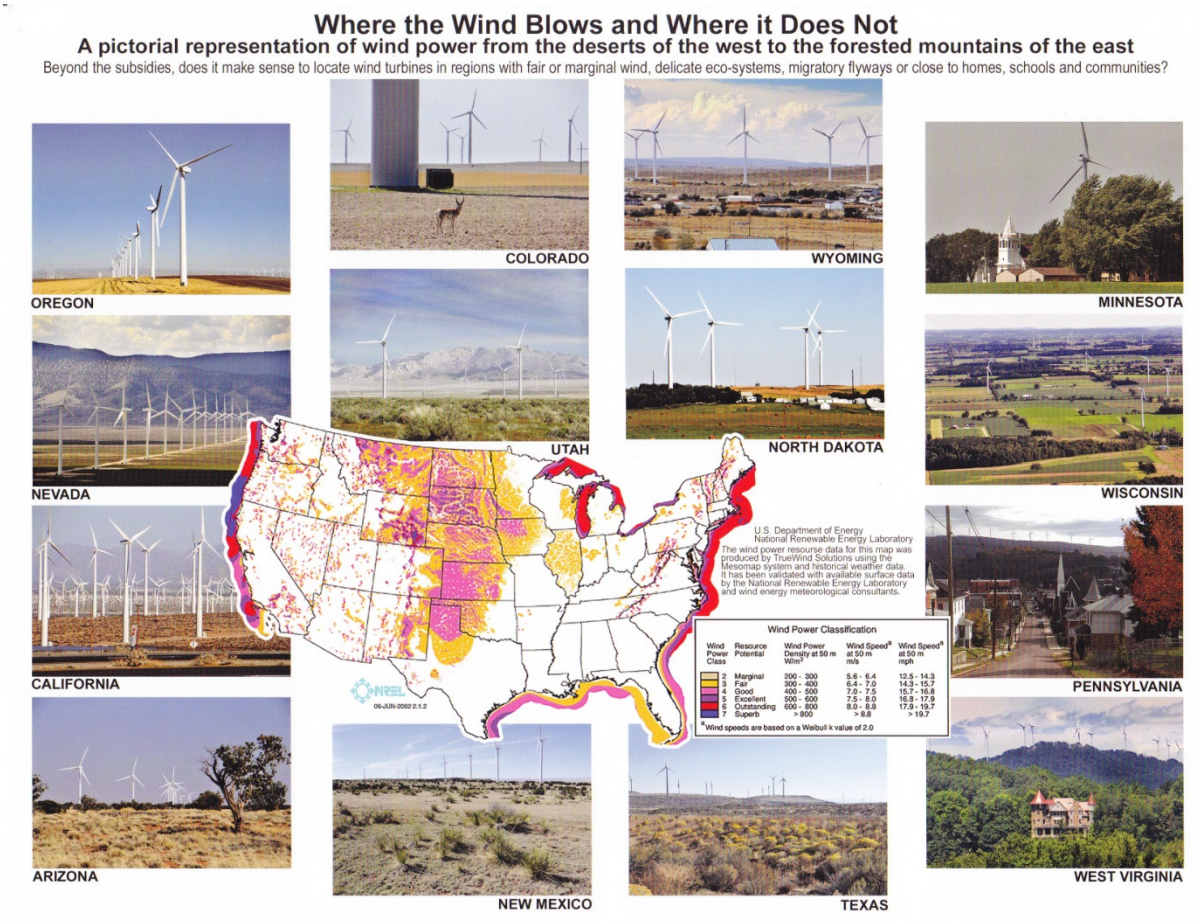 Where the Wind Blows and Where it Does Not
A pictorial representation of wind power from the deserts of the west to the forested mountains of the east
Beyond the subsidies, does it make sense to locate wind turbines in regions with fair or marginal wind, delicate eco-systems, migratory flyways or close to homes, schools and communities?
COLORADO
WYOMING
OREGON
MINNESOTA
UTAH
NORTH DAKOTA
NEVADA
WISCONSIN
U.S. Department of Energy
National Renewable Energy Laboratory
The wind power resourse data for this map was
produced by TrueWind Solutions using the
Mesomap system and historical weather data.
It has been validated with available surface data
by the National Renewable Energy Laboratory
and wind energy meteorological consultants.
Wind Power Classification
Wind Power Class Resource Potential Wind Power Density at 50 m W/m² Wind Speedᵃ at 50 m m/s Wind Speedᵃ at 50 m mph
2 Marginal 200 - 300 5.6 - 6.4 12.5 - 14.3
3 Fair 300 - 400 6.4 - 7.0 14.3 - 15.7
4 Good 400 - 500 7.0 - 7.5 15.7 - 16.8
5 Excellent 500 - 600 7.5 - 8.0 16.8 - 17.9
6 Outstanding 600 - 800 8.0 - 8.8 17.9 - 19.7
7 Superb > 800 > 8.8 > 19.7
ᵃ Wind speeds are based on a Weibull k value of 2.0
NREL
06-JUN-2002 2.1.2
CALIFORNIA
PENNSYLVANIA
ARIZONA
NEW MEXICO
TEXAS
WEST VIRGINIA